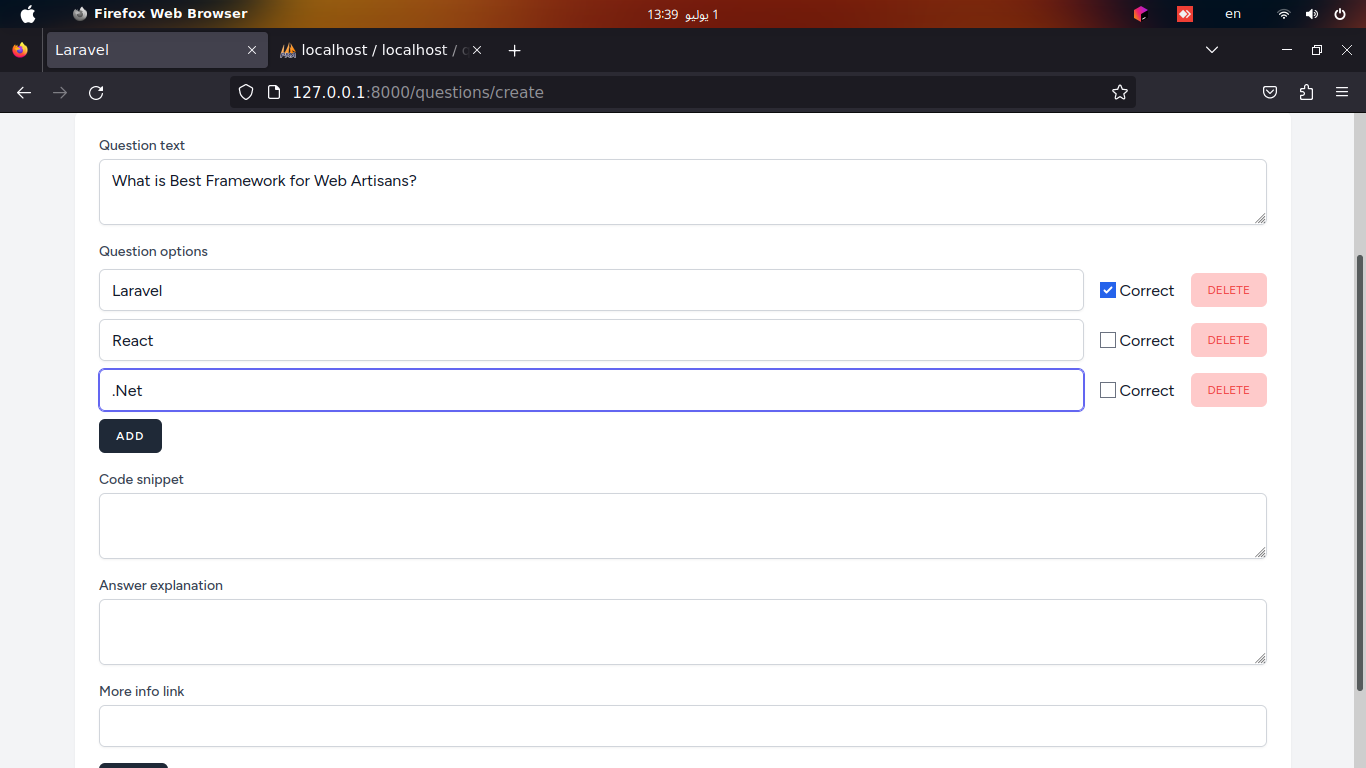 Firefox Web Browser
1 يوليو 13:39
en
Laravel
localhost / localhost / c
127.0.0.1:8000/questions/create
Question text
What is Best Framework for Web Artisans?
Question options
Laravel
Correct
DELETE
React
Correct
DELETE
.Net
Correct
DELETE
ADD
Code snippet
Answer explanation
More info link